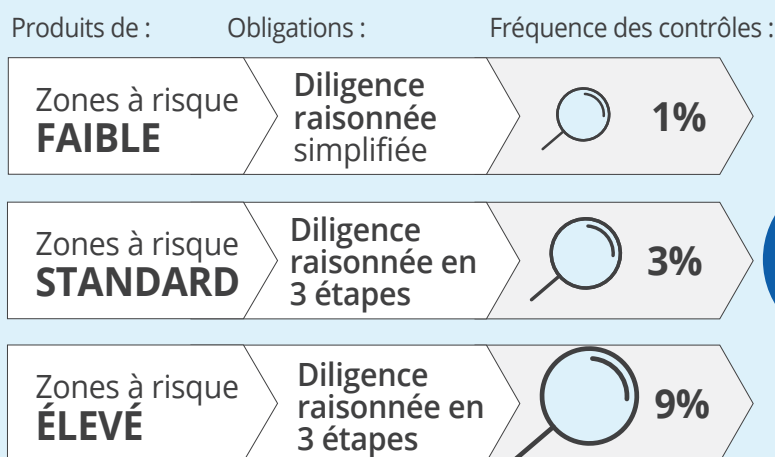 Produits de :
Obligations :
Fréquence des contrôles :
Zones à risque
FAIBLE
Diligence
raisonnée
simplifiée
1%
Zones à risque
STANDARD
Diligence
raisonnée en
3 étapes
3%
Zones à risque
ÉLEVÉ
Diligence
raisonnée en
3 étapes
9%